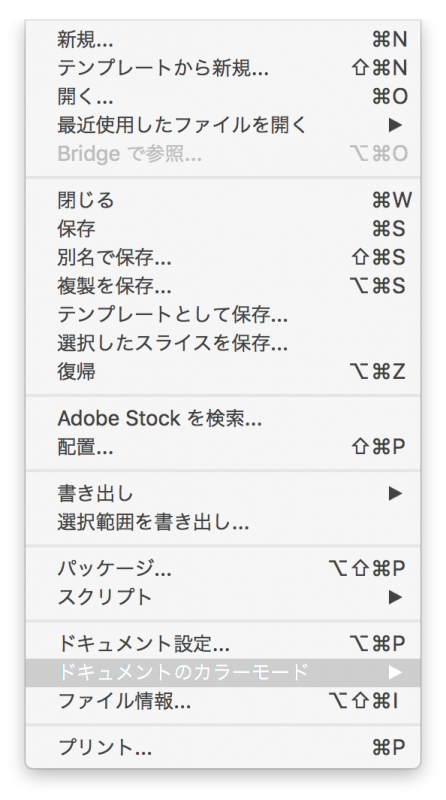 新規... ⌘N
テンプレートから新規... ⇧⌘N
開く... ⌘O
最近使用したファイルを開く ▶
Bridge で参照... ⌥⌘O
閉じる ⌘W
保存 ⌘S
別名で保存... ⇧⌘S
複製を保存... ⌥⌘S
テンプレートとして保存...
選択したスライスを保存...
復帰 ⌥⌘Z
Adobe Stock を検索...
配置... ⇧⌘P
書き出し ▶
選択範囲を書き出し...
パッケージ... ⌥⇧⌘P
スクリプト ▶
ドキュメント設定... ⌥⌘P
ドキュメントのカラーモード ▶
ファイル情報... ⌥⇧⌘I
プリント... ⌘P